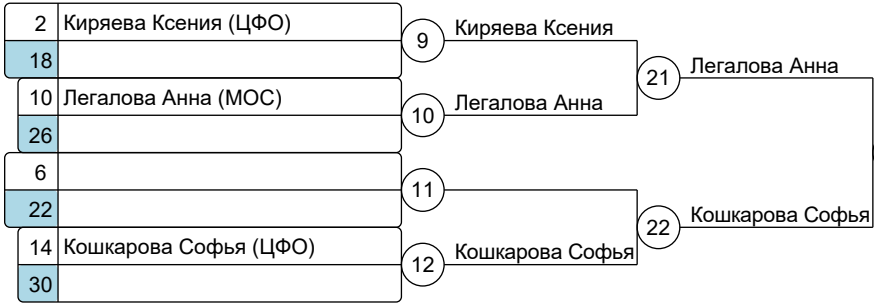 2 Киряева Ксения (ЦФО)
18
10 Легалова Анна (МОС)
26
6
22
14 Кошкарова Софья (ЦФО)
30
9 Киряева Ксения
10 Легалова Анна
11
12 Кошкарова Софья
21 Легалова Анна
22 Кошкарова Софья